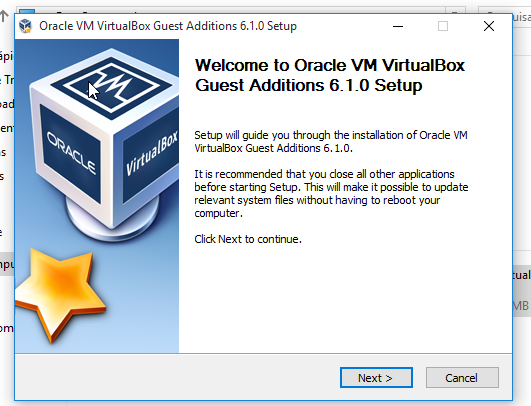 Oracle VM VirtualBox Guest Additions 6.1.0 Setup
Welcome to Oracle VM VirtualBox
Guest Additions 6.1.0 Setup
ORACLE
VirtualBox
Setup will guide you through the installation of Oracle VM
VirtualBox Guest Additions 6.1.0.
It is recommended that you close all other applications
before starting Setup. This will make it possible to update
relevant system files without having to reboot your
computer.
Click Next to continue.
MB
Next >
Cancel